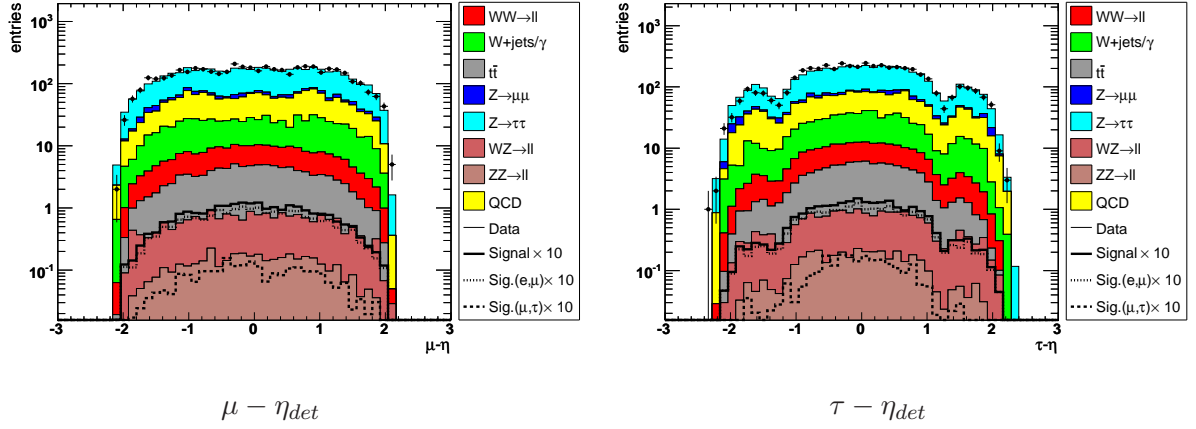 entries
10³
10²
10
1
10⁻¹
-3 -2 -1 0 1 2 3
μ-η
WW→ll
W+jets/γ
tt̄
Z→μμ
Z→ττ
WZ→ll
ZZ→ll
QCD
Data
Signal × 10
Sig.(e,μ)× 10
Sig.(μ,τ)× 10
μ − η_det
entries
10³
10²
10
1
10⁻¹
-3 -2 -1 0 1 2 3
τ-η
WW→ll
W+jets/γ
tt̄
Z→μμ
Z→ττ
WZ→ll
ZZ→ll
QCD
Data
Signal × 10
Sig.(e,μ)× 10
Sig.(μ,τ)× 10
τ − η_det